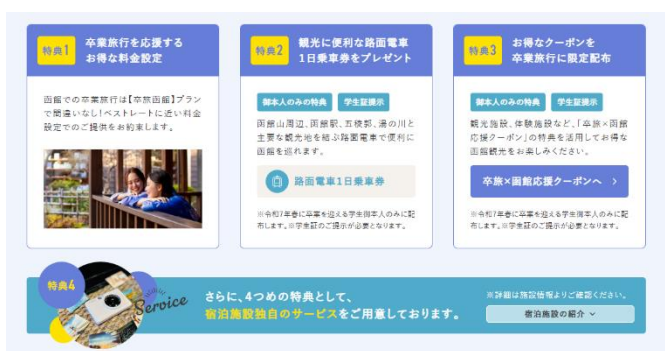 特典1
卒業旅行を応援する
お得な料金設定
函館での卒業旅行は【卒旅函館】プラン
で間違いなし!ベストレートに近い料金
設定でのご提供をお約束します。
特典2
観光に便利な路面電車
1日乗車券をプレゼント
御本人のみの特典
学生証提示
函館山周辺、函館駅、五稜郭、湯の川と
主要な観光地を結ぶ路面電車で便利に
函館を巡れます。
路面電車1日乗車券
※令和7年春に卒業を迎える学生御本人のみに配
布します。※学生証のご提示が必要となります。
特典3
お得なクーポンを
卒業旅行に限定配布
御本人のみの特典
学生証提示
観光施設、体験施設など、「卒旅×函館
応援クーポン」の特典を活用してお得な
函館観光をお楽しみください。
卒旅×函館応援クーポンへ >
※令和7年春に卒業を迎える学生御本人のみに配
布します。※学生証のご提示が必要となります。
特典4
Service
さらに、4つめの特典として、
宿泊施設独自のサービスをご用意しております。
※詳細は施設情報よりご確認ください。
宿泊施設の紹介